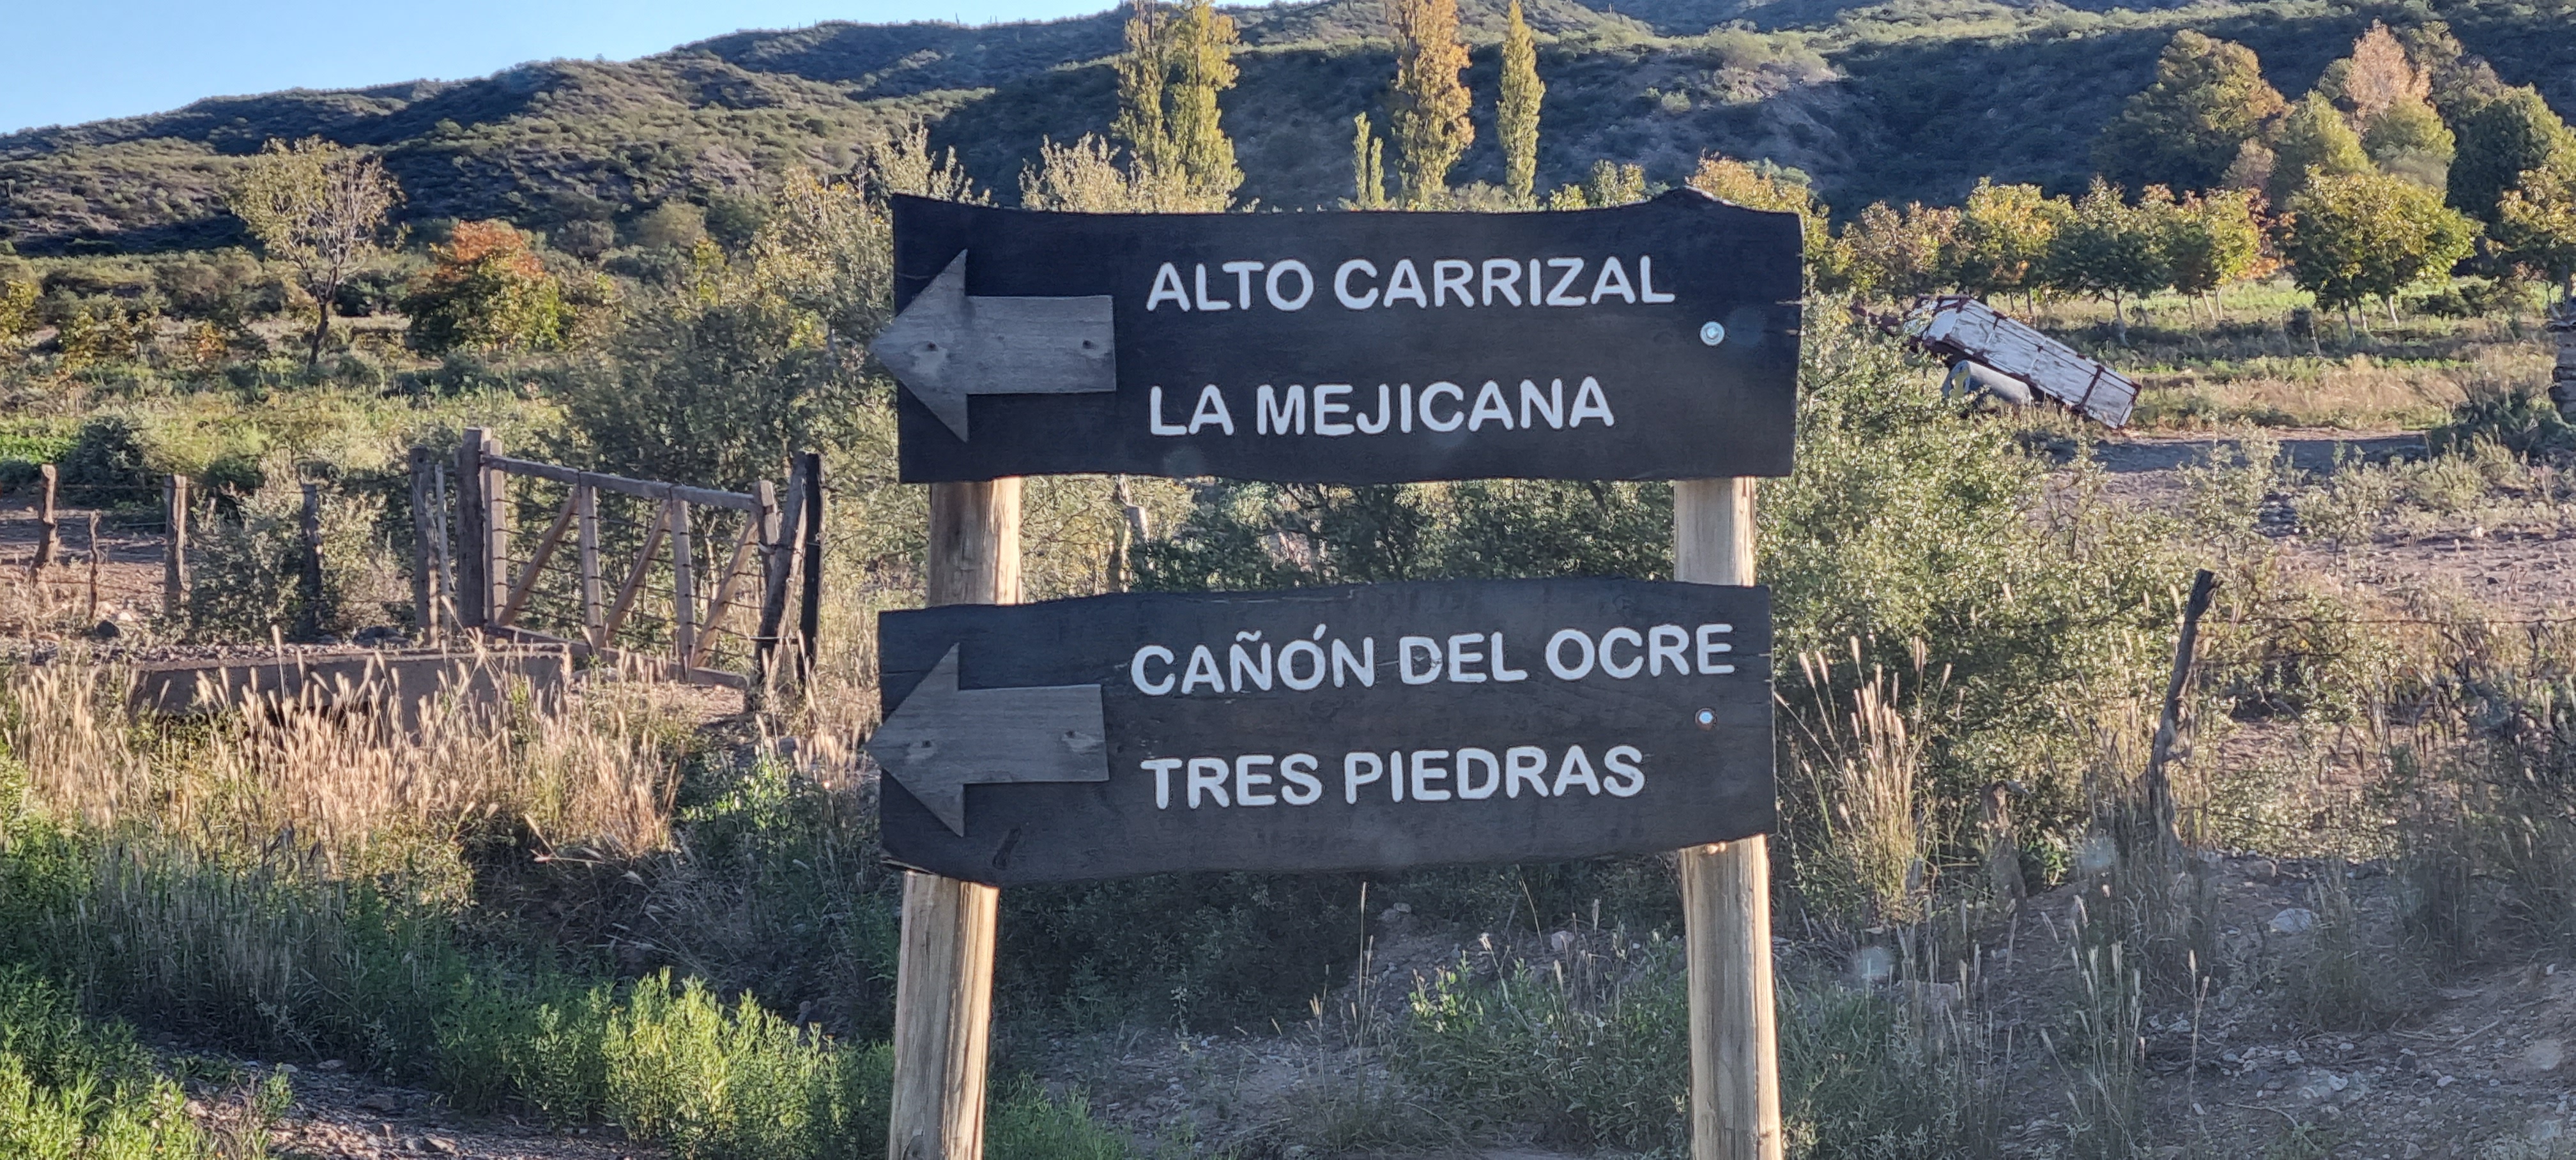 ALTO CARRIZAL
LA MEJICANA
CAÑÓN DEL OCRE
TRES PIEDRAS